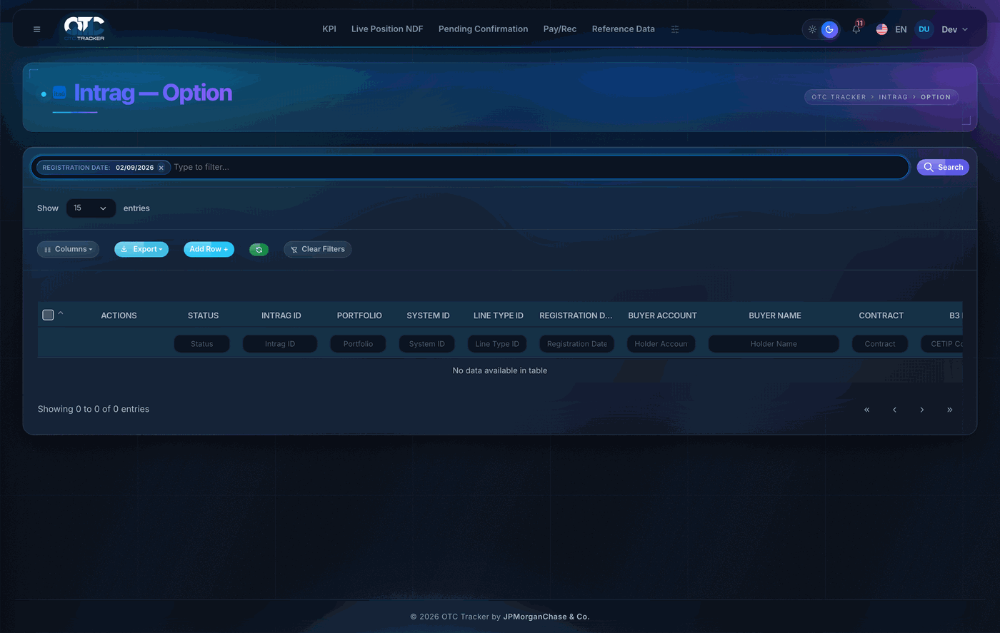 OTC
OTC TRACKER
KPI
Live Position NDF
Pending Confirmation
Pay/Rec
Reference Data
11
EN
DU
Dev
itaú
Intrag — Option
OTC TRACKER > INTRAG > OPTION
REGISTRATION DATE: 02/09/2026 ×
Type to filter...
Search
Show 15 entries
Columns
Export
Add Row +
Clear Filters
ACTIONS STATUS INTRAG ID PORTFOLIO SYSTEM ID LINE TYPE ID REGISTRATION D... BUYER ACCOUNT BUYER NAME CONTRACT B3
Status Intrag ID Portfolio System ID Line Type ID Registration Date Holder Accoun Holder Name Contract CETIP Co
No data available in table
Showing 0 to 0 of 0 entries
« ‹ › »
© 2026 OTC Tracker by JPMorganChase & Co.